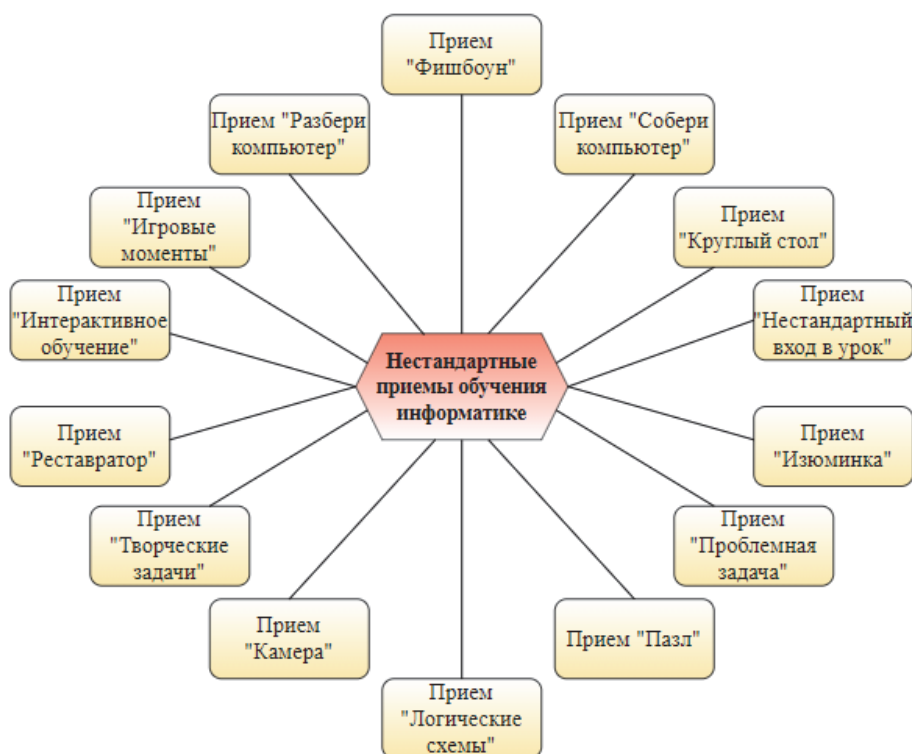 Прием
"Фишбоун"
Прием "Разбери
компьютер"
Прием "Собери
компьютер"
Прием
"Игровые
моменты"
Прием
"Круглый стол"
Прием
"Интерактивное
обучение"
Прием
"Нестандартный
вход в урок"
Нестандартные
приемы обучения
информатике
Прием
"Реставратор"
Прием
"Изюминка"
Прием
"Творческие
задачи"
Прием
"Проблемная
задача"
Прием
"Камера"
Прием "Пазл"
Прием
"Логические
схемы"